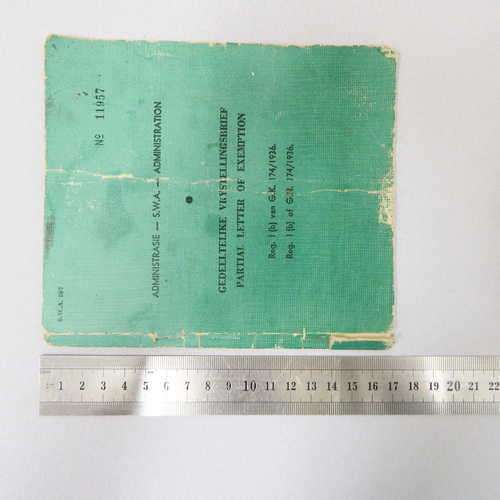 S.W.A. 287
№ 11957
ADMINISTRASIE — S.W.A. — ADMINISTRATION
GEDEELTELIKE VRYSTELLINGSBRIEF
PARTIAL LETTER OF EXEMPTION
Reg. 1 (b) van G.K. 174/1936.
Reg. 1 (b) of G.N. 174/1936.
1 2 3 4 5 6 7 8 9 10 11 12 13 14 15 16 17 18 19 20 21 22